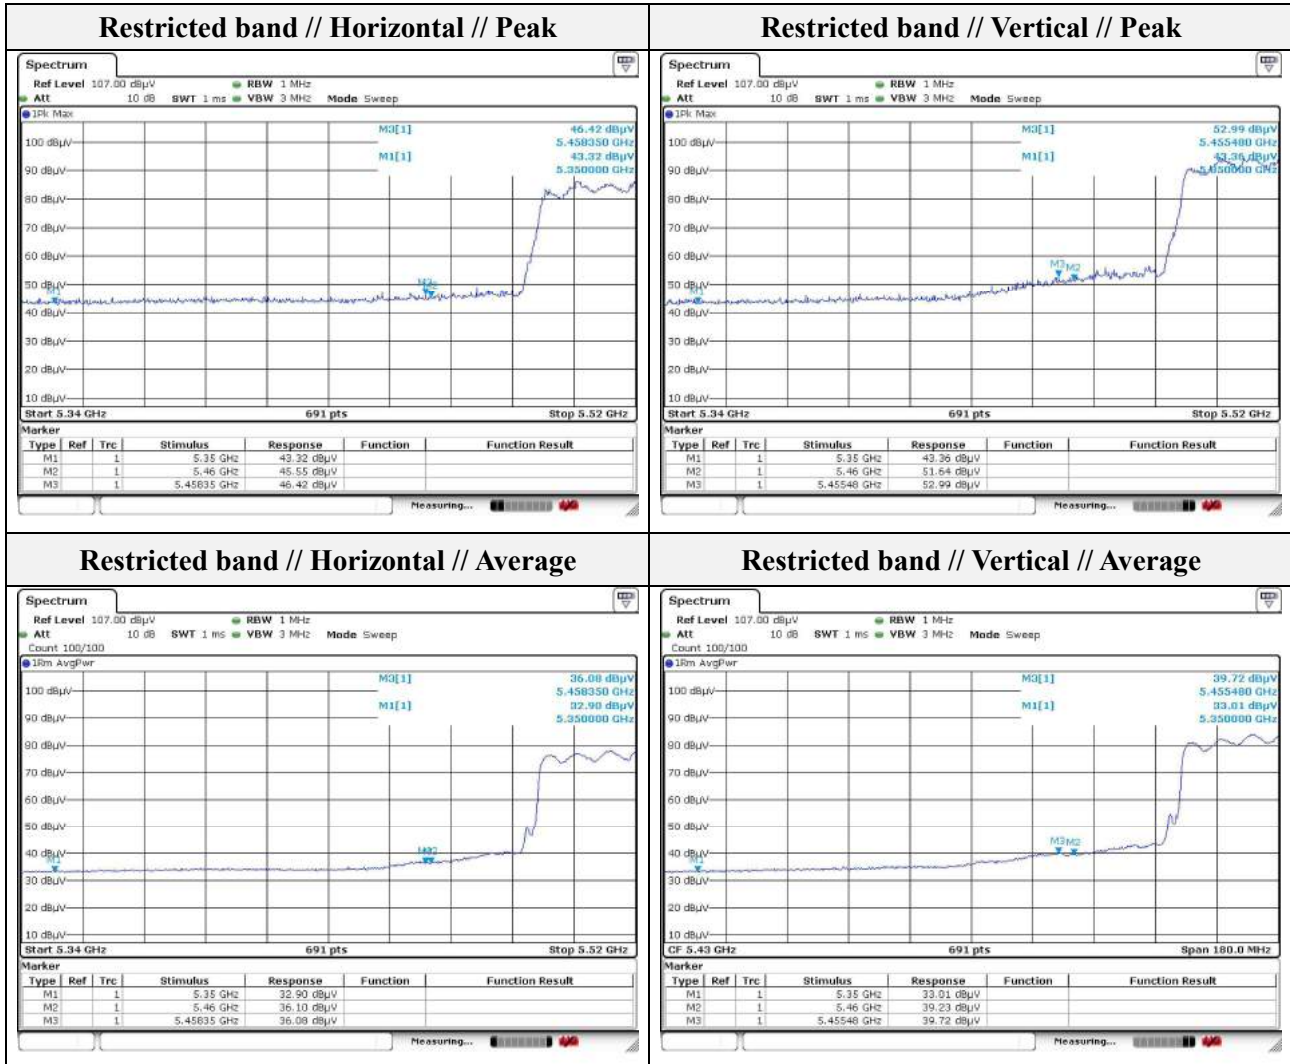 Restricted band // Horizontal // Peak
Spectrum
Ref Level 107.00 dBµV RBW 1 MHz
Att 10 dB SWT 1 ms VBW 3 MHz Mode Sweep
1Pk Max
M3[1] 46.42 dBµV
5.458350 GHz
M1[1] 43.32 dBµV
5.350000 GHz
100 dBµV
90 dBµV
80 dBµV
70 dBµV
60 dBµV
50 dBµV
40 dBµV
30 dBµV
20 dBµV
10 dBµV
M1
Start 5.34 GHz 691 pts Stop 5.52 GHz
Marker
Type Ref Trc Stimulus Response Function Function Result
M1 1 5.35 GHz 43.32 dBµV
M2 1 5.46 GHz 45.55 dBµV
M3 1 5.45835 GHz 46.42 dBµV
Measuring...
Restricted band // Vertical // Peak
Spectrum
Ref Level 107.00 dBµV RBW 1 MHz
Att 10 dB SWT 1 ms VBW 3 MHz Mode Sweep
1Pk Max
M3[1] 52.99 dBµV
5.455480 GHz
M1[1] 43.36 dBµV
5.350000 GHz
100 dBµV
90 dBµV
80 dBµV
70 dBµV
60 dBµV
50 dBµV
40 dBµV
30 dBµV
20 dBµV
10 dBµV
M1 M3 M2
Start 5.34 GHz 691 pts Stop 5.52 GHz
Marker
Type Ref Trc Stimulus Response Function Function Result
M1 1 5.35 GHz 43.36 dBµV
M2 1 5.46 GHz 51.64 dBµV
M3 1 5.45548 GHz 52.99 dBµV
Measuring...
Restricted band // Horizontal // Average
Spectrum
Ref Level 107.00 dBµV RBW 1 MHz
Att 10 dB SWT 1 ms VBW 3 MHz Mode Sweep
Count 100/100
1Rm AvgPwr
M3[1] 36.08 dBµV
5.458350 GHz
M1[1] 32.90 dBµV
5.350000 GHz
100 dBµV
90 dBµV
80 dBµV
70 dBµV
60 dBµV
50 dBµV
40 dBµV
30 dBµV
20 dBµV
10 dBµV
M1
Start 5.34 GHz 691 pts Stop 5.52 GHz
Marker
Type Ref Trc Stimulus Response Function Function Result
M1 1 5.35 GHz 32.90 dBµV
M2 1 5.46 GHz 36.10 dBµV
M3 1 5.45835 GHz 36.08 dBµV
Measuring...
Restricted band // Vertical // Average
Spectrum
Ref Level 107.00 dBµV RBW 1 MHz
Att 10 dB SWT 1 ms VBW 3 MHz Mode Sweep
Count 100/100
1Rm AvgPwr
M3[1] 39.72 dBµV
5.455480 GHz
M1[1] 33.01 dBµV
5.350000 GHz
100 dBµV
90 dBµV
80 dBµV
70 dBµV
60 dBµV
50 dBµV
40 dBµV
30 dBµV
20 dBµV
10 dBµV
M1 M3 M2
CF 5.43 GHz 691 pts Span 180.0 MHz
Marker
Type Ref Trc Stimulus Response Function Function Result
M1 1 5.35 GHz 33.01 dBµV
M2 1 5.46 GHz 39.23 dBµV
M3 1 5.45548 GHz 39.72 dBµV
Measuring...